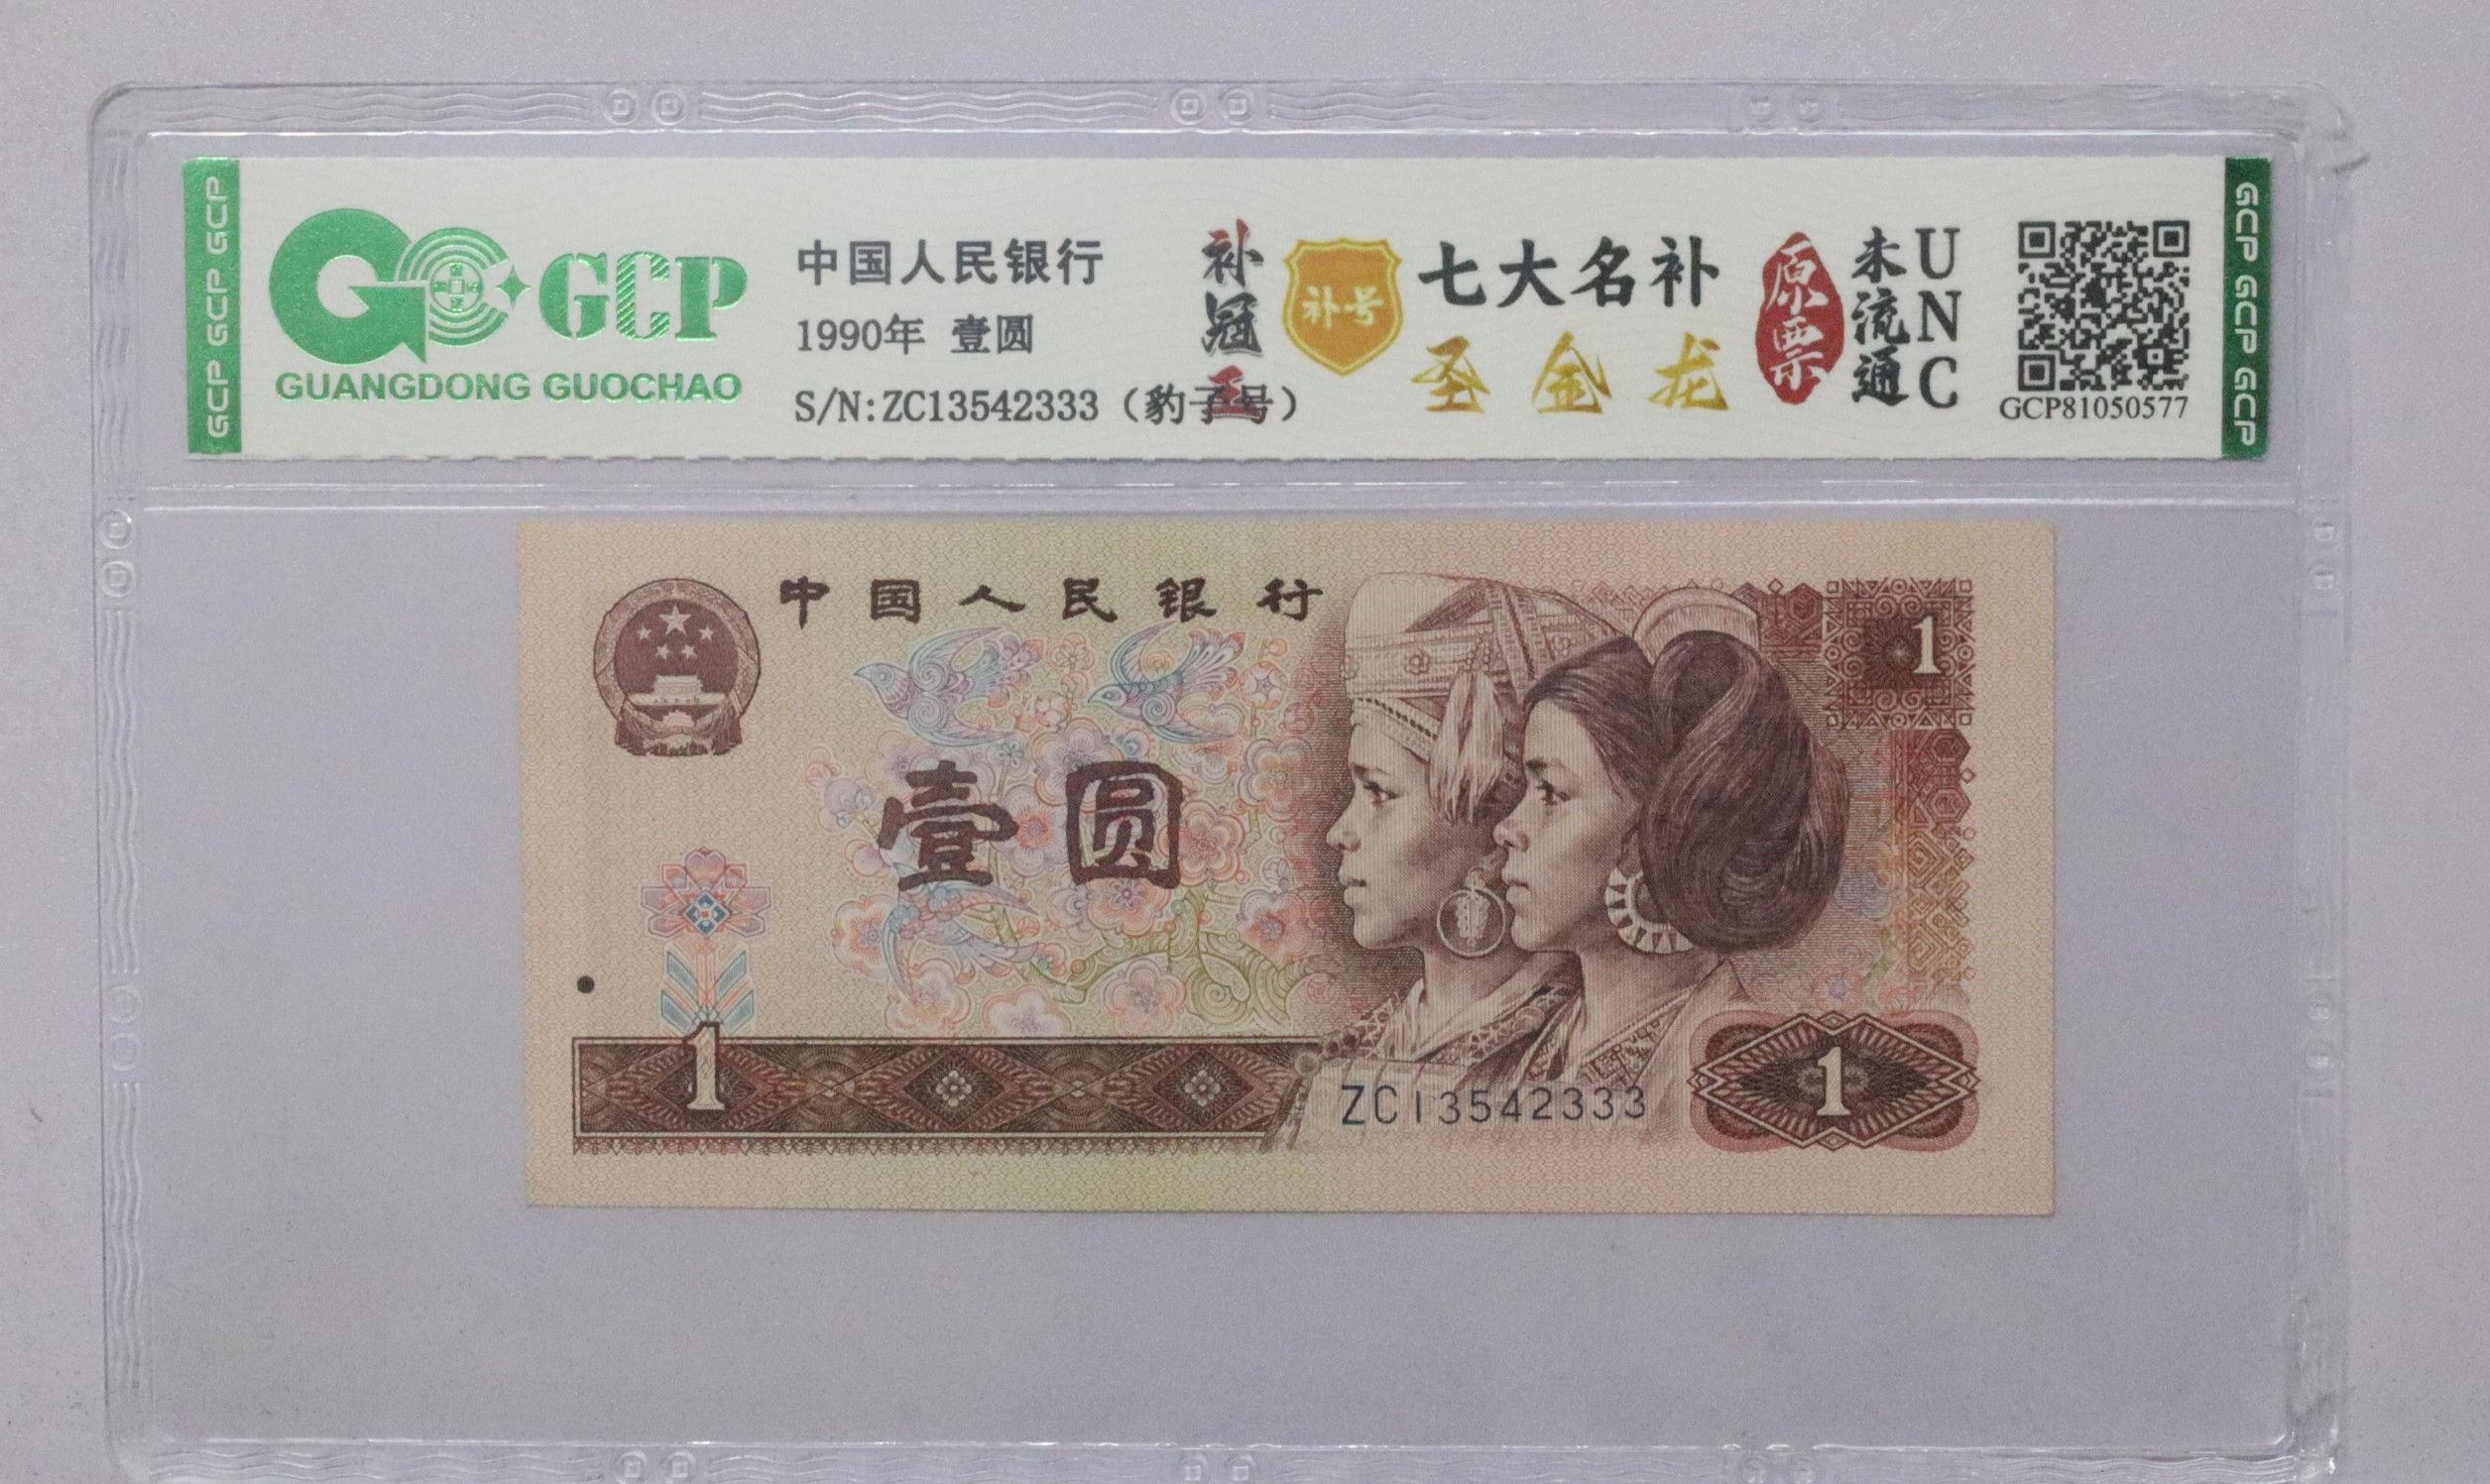 GCP GCP GCP
GCP
GUANGDONG GUOCHAO
中国人民银行
1990年 壹圆
S/N:ZC13542333（豹子号）
补冠王
补号
七大名补
圣金龙
原票
未流通
UNC
GCP81050577
GCP GCP GCP
中国人民银行
1
壹圆
1
ZC13542333
1